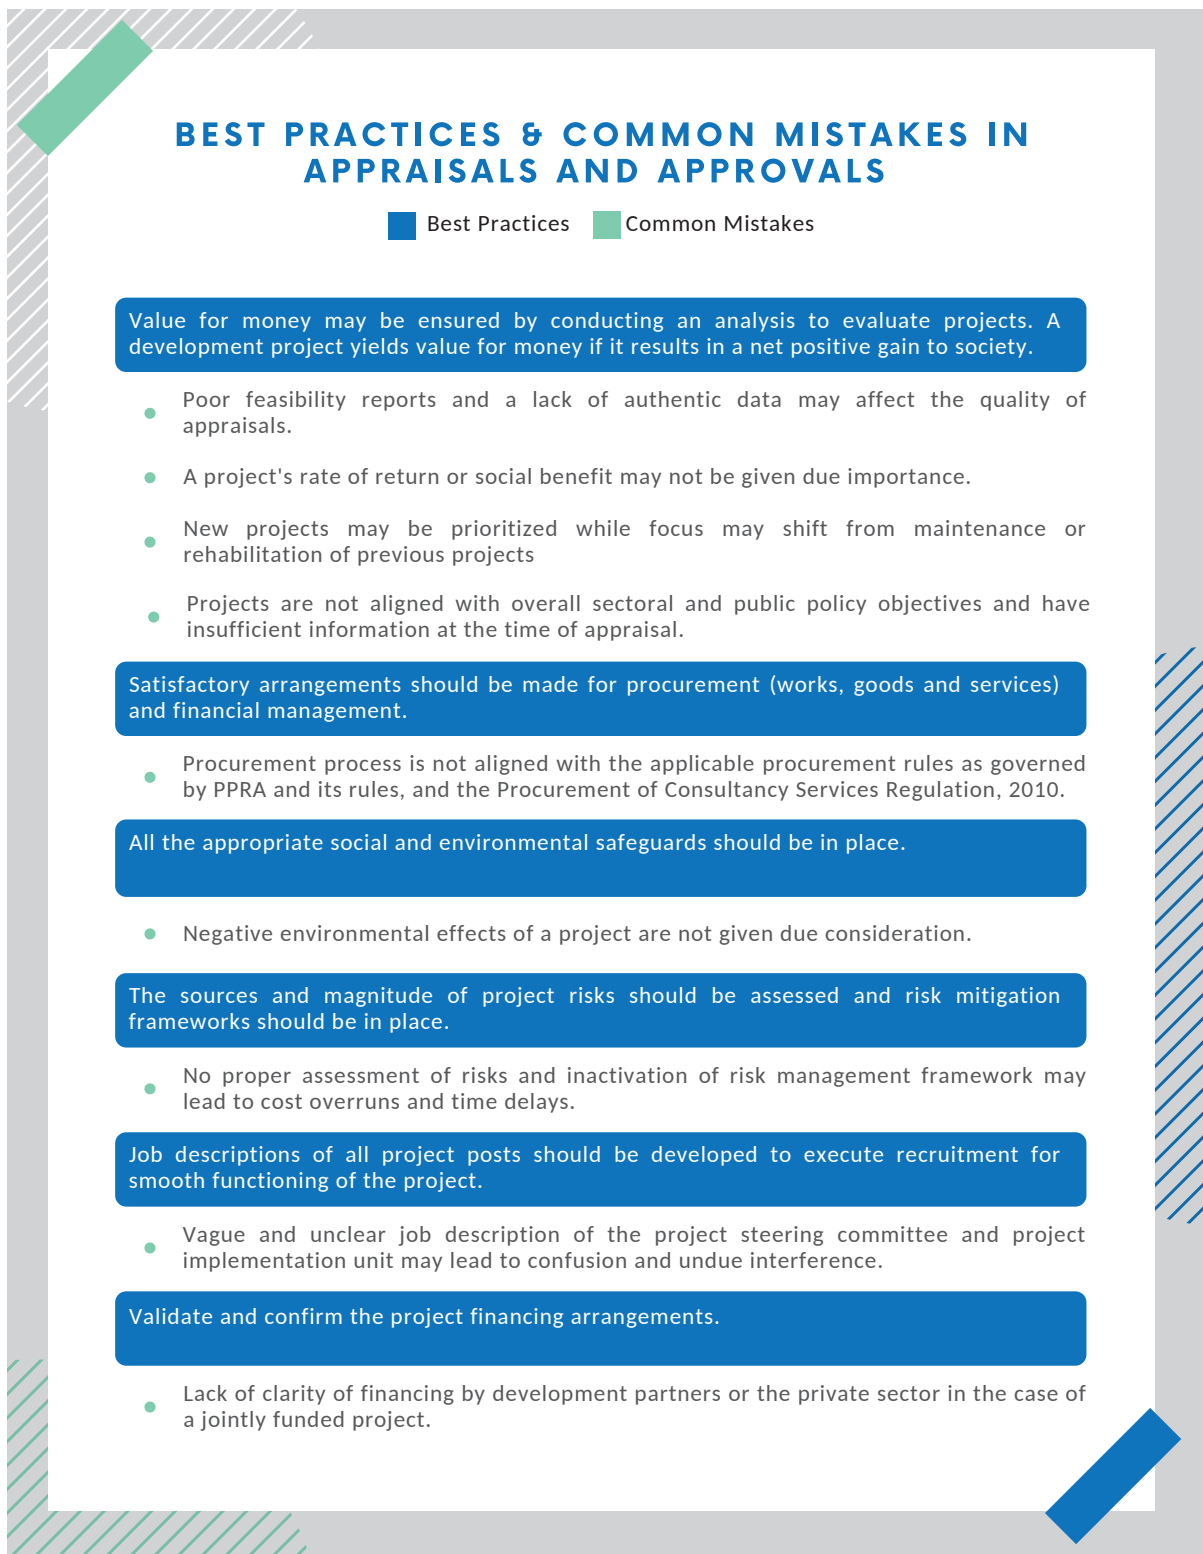 BEST PRACTICES & COMMON MISTAKES IN
APPRAISALS AND APPROVALS
Best Practices Common Mistakes
Value for money may be ensured by conducting an analysis to evaluate projects. A
development project yields value for money if it results in a net positive gain to society.
Poor feasibility reports and a lack of authentic data may affect the quality of
appraisals.
A project's rate of return or social benefit may not be given due importance.
New projects may be prioritized while focus may shift from maintenance or
rehabilitation of previous projects
Projects are not aligned with overall sectoral and public policy objectives and have
insufficient information at the time of appraisal.
Satisfactory arrangements should be made for procurement (works, goods and services)
and financial management.
Procurement process is not aligned with the applicable procurement rules as governed
by PPRA and its rules, and the Procurement of Consultancy Services Regulation, 2010.
All the appropriate social and environmental safeguards should be in place.
Negative environmental effects of a project are not given due consideration.
The sources and magnitude of project risks should be assessed and risk mitigation
frameworks should be in place.
No proper assessment of risks and inactivation of risk management framework may
lead to cost overruns and time delays.
Job descriptions of all project posts should be developed to execute recruitment for
smooth functioning of the project.
Vague and unclear job description of the project steering committee and project
implementation unit may lead to confusion and undue interference.
Validate and confirm the project financing arrangements.
Lack of clarity of financing by development partners or the private sector in the case of
a jointly funded project.